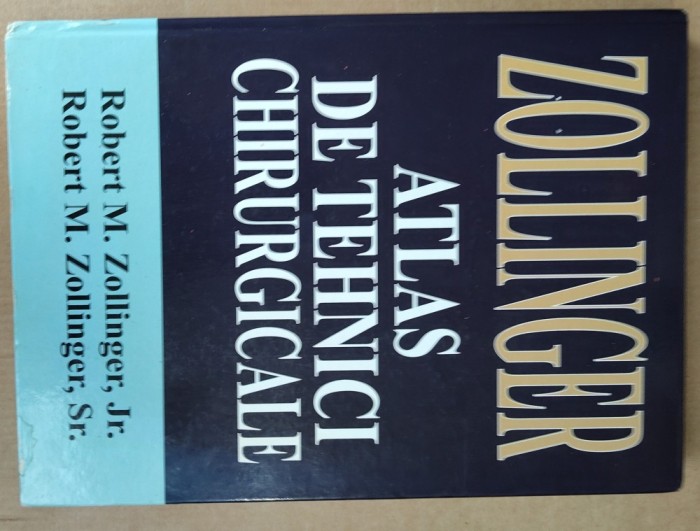 ZOLLINGER
ATLAS
DE TEHNICI
CHIRURGICALE
Robert M. Zollinger, Jr.
Robert M. Zollinger, Sr.